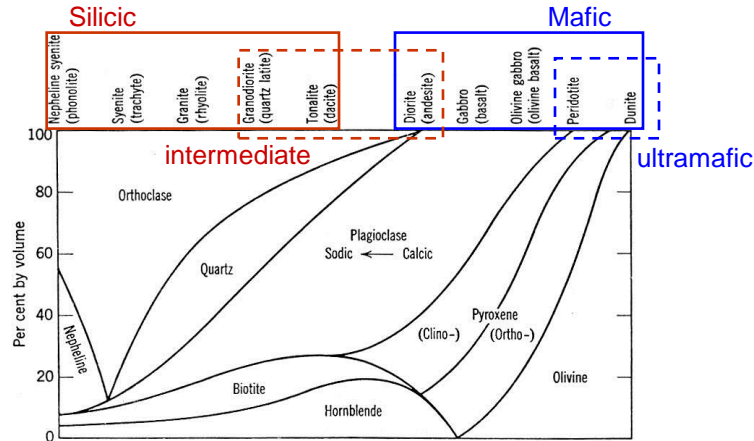 Silicic
Mafic
Nepheline syenite
(phonolite)
Syenite
(trachyte)
Granite
(rhyolite)
Granodiorite
(quartz latite)
Tonalite
(dacite)
Diorite
(andesite)
Gabbro
(basalt)
Olivine gabbro
(olivine basalt)
Peridotite
Dunite
intermediate
ultramafic
Per cent by volume
100
80
60
40
20
0
Orthoclase
Quartz
Plagioclase
Sodic ← Calcic
Nepheline
Pyroxene
(Clino-)
(Ortho-)
Biotite
Hornblende
Olivine